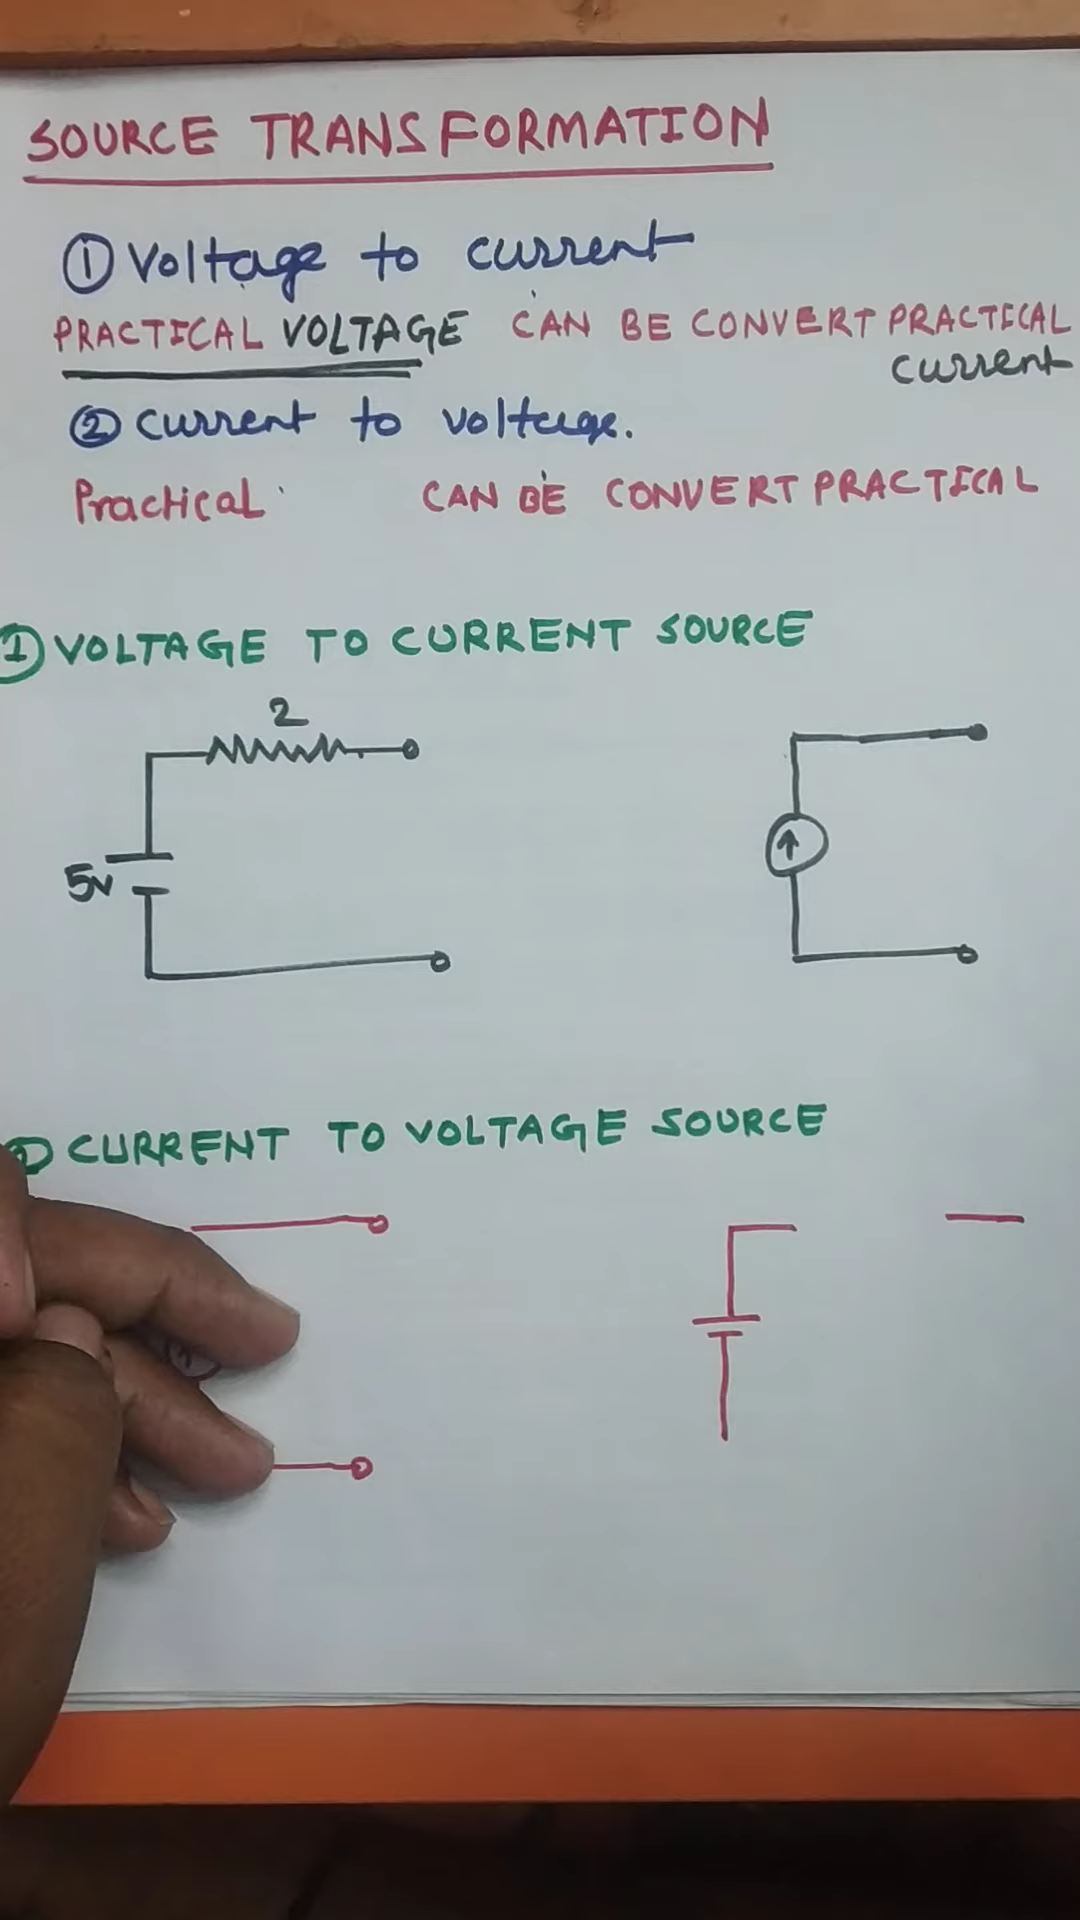 SOURCE TRANSFORMATION
① Voltage to current
PRACTICAL VOLTAGE CAN BE CONVERT PRACTICAL
current
② current to voltage.
Practical CAN BE CONVERT PRACTICAL
① VOLTAGE TO CURRENT SOURCE
2
5v
CURRENT TO VOLTAGE SOURCE